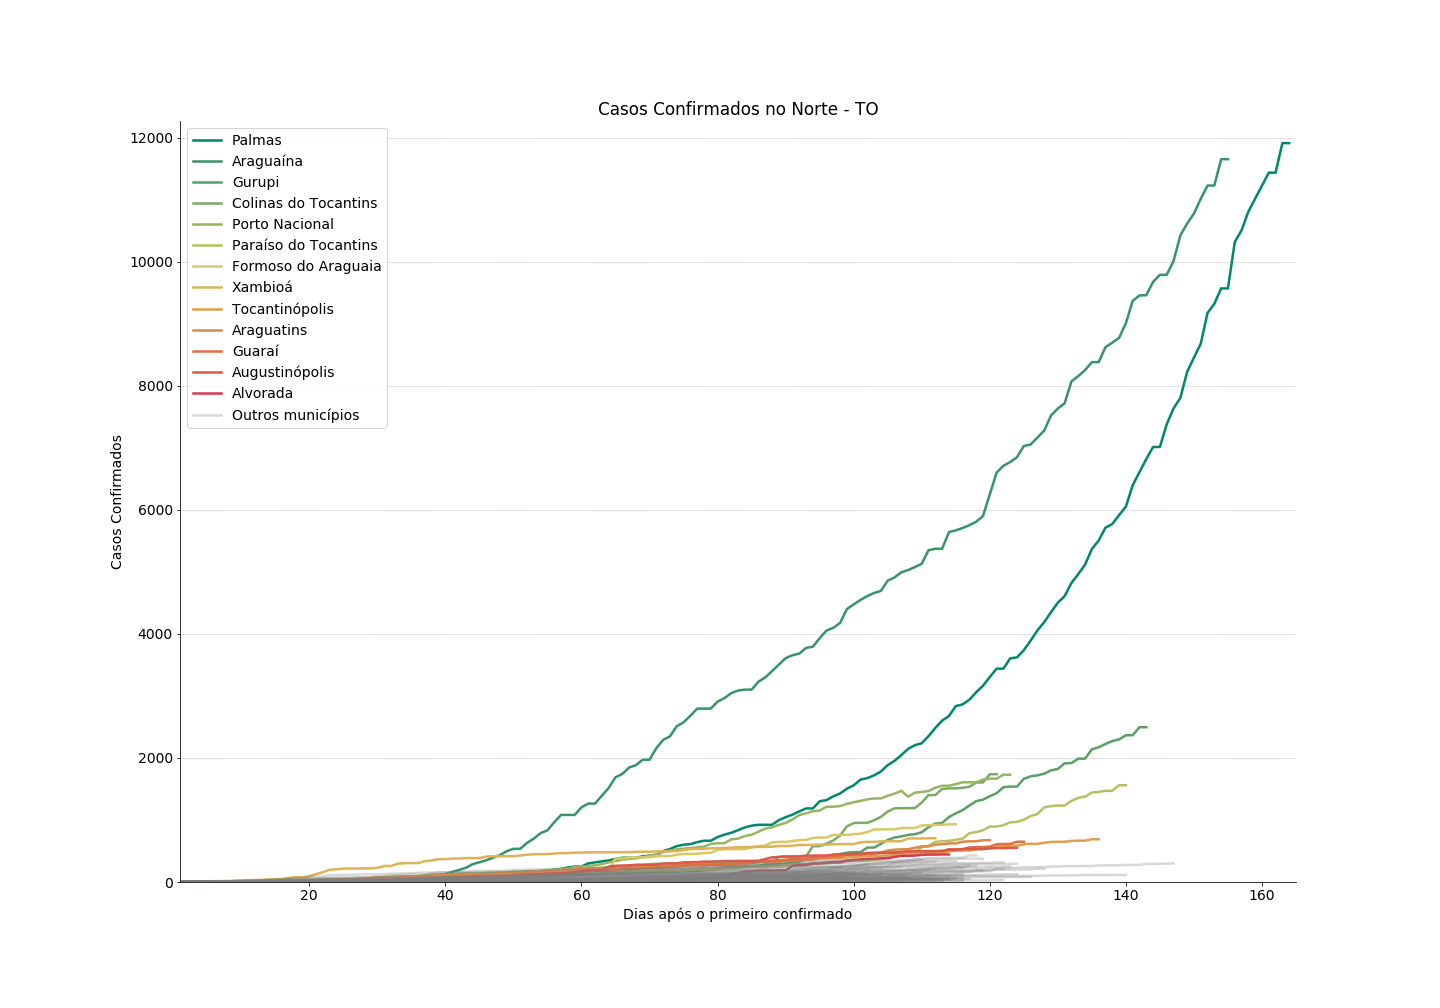 Casos Confirmados no Norte - TO
12000
10000
8000
6000
4000
2000
0
Casos Confirmados
Palmas
Araguaína
Gurupi
Colinas do Tocantins
Porto Nacional
Paraíso do Tocantins
Formoso do Araguaia
Xambioá
Tocantinópolis
Araguatins
Guaraí
Augustinópolis
Alvorada
Outros municípios
20 40 60 80 100 120 140 160
Dias após o primeiro confirmado